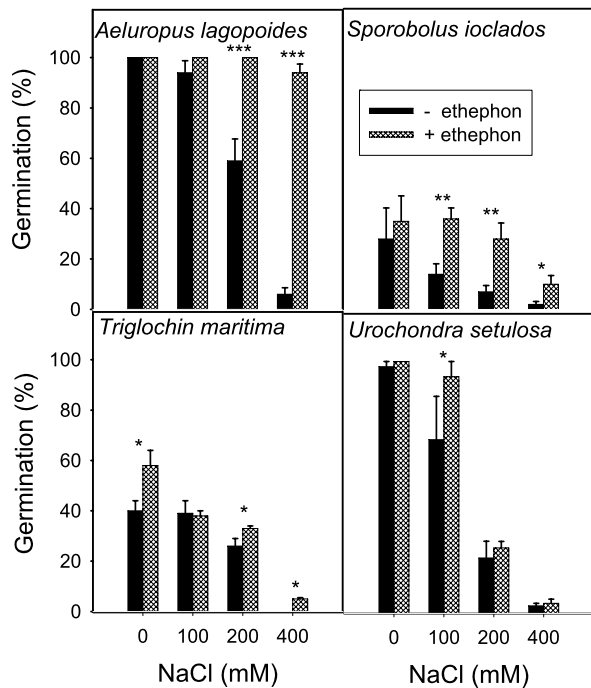 Aeluropus lagopoides
Sporobolus ioclados
Germination (%)
100
80
60
40
20
0
***
***
- ethephon
+ ethephon
**
**
*
Triglochin maritima
Urochondra setulosa
Germination (%)
100
80
60
40
20
0
*
*
*
*
0 100 200 400
0 100 200 400
NaCl (mM)
NaCl (mM)